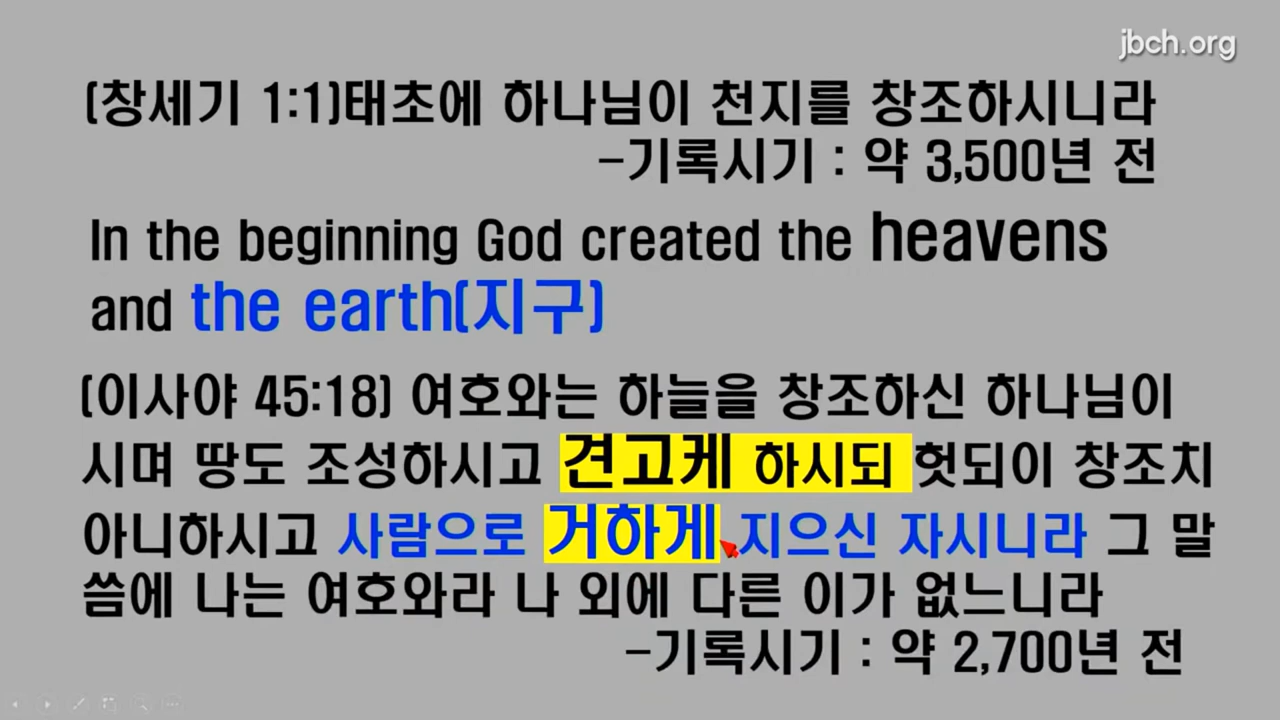 jbch.org
(창세기 1:1)태초에 하나님이 천지를 창조하시니라
-기록시기 : 약 3,500년 전
In the beginning God created the heavens
and the earth(지구)
(이사야 45:18) 여호와는 하늘을 창조하신 하나님이
시며 땅도 조성하시고 견고케 하시되 헛되이 창조치
아니하시고 사람으로 거하게 지으신 자시니라 그 말
씀에 나는 여호와라 나 외에 다른 이가 없느니라
-기록시기 : 약 2,700년 전